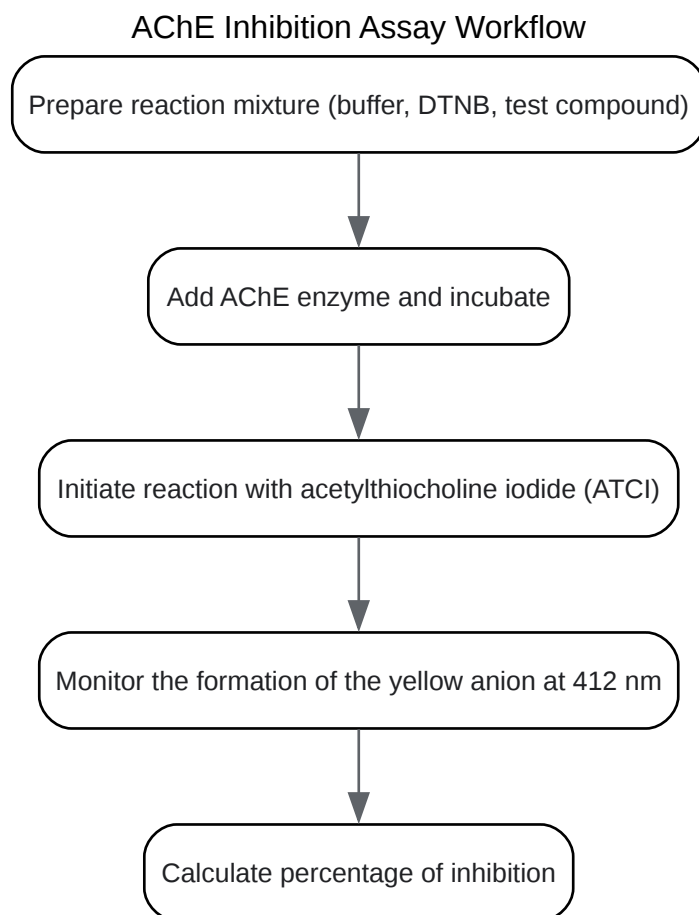 AChE Inhibition Assay Workflow
Prepare reaction mixture (buffer, DTNB, test compound)
Add AChE enzyme and incubate
Initiate reaction with acetylthiocholine iodide (ATCI)
Monitor the formation of the yellow anion at 412 nm
Calculate percentage of inhibition